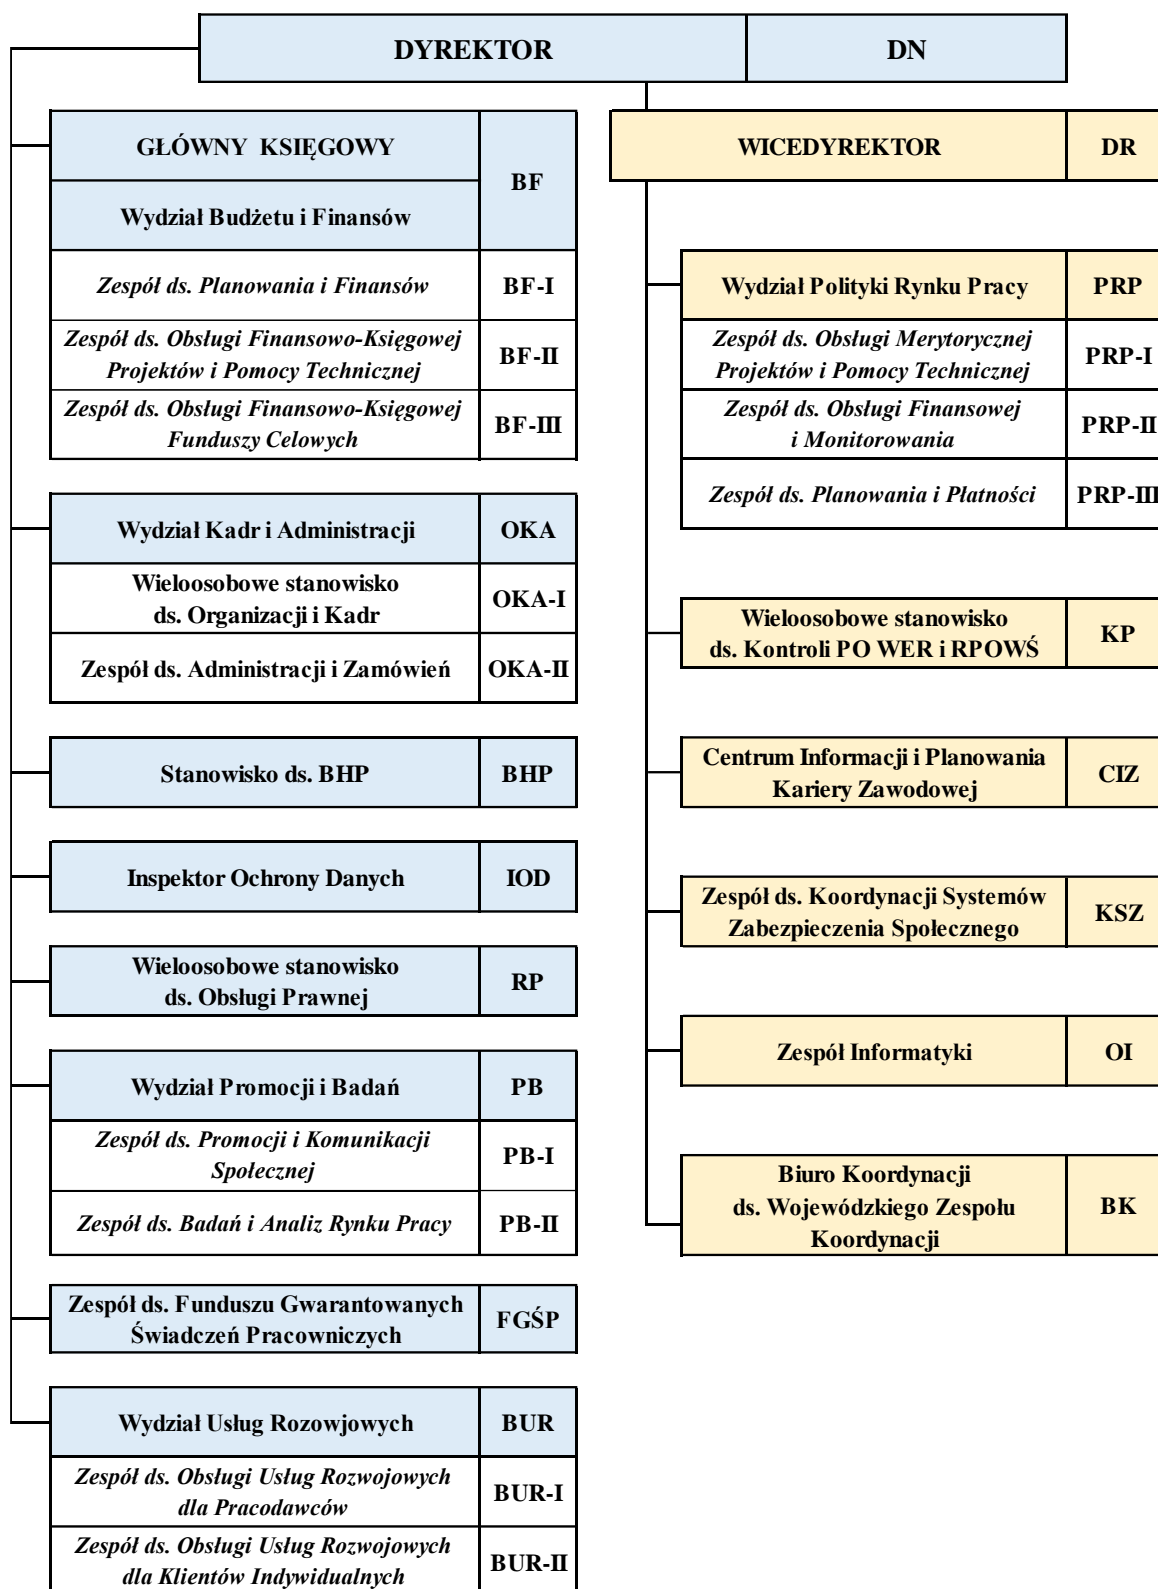 DYREKTOR DN
GŁÓWNY KSIĘGOWY
BF
Wydział Budżetu i Finansów
Zespół ds. Planowania i Finansów BF-I
Zespół ds. Obsługi Finansowo-Księgowej
Projektów i Pomocy Technicznej
BF-II
Zespół ds. Obsługi Finansowo-Księgowej
Funduszy Celowych
BF-III
Wydział Kadr i Administracji OKA
Wieloosobowe stanowisko
ds. Organizacji i Kadr
OKA-I
Zespół ds. Administracji i Zamówień OKA-II
Stanowisko ds. BHP BHP
Inspektor Ochrony Danych IOD
Wieloosobowe stanowisko
ds. Obsługi Prawnej
RP
Wydział Promocji i Badań PB
Zespół ds. Promocji i Komunikacji
Społecznej
PB-I
Zespół ds. Badań i Analiz Rynku Pracy PB-II
Zespół ds. Funduszu Gwarantowanych
Świadczeń Pracowniczych
FGŚP
Wydział Usług Rozowjowych BUR
Zespół ds. Obsługi Usług Rozwojowych
dla Pracodawców
BUR-I
Zespół ds. Obsługi Usług Rozwojowych
dla Klientów Indywidualnych
BUR-II
WICEDYREKTOR DR
Wydział Polityki Rynku Pracy PRP
Zespół ds. Obsługi Merytorycznej
Projektów i Pomocy Technicznej
PRP-I
Zespół ds. Obsługi Finansowej
i Monitorowania
PRP-II
Zespół ds. Planowania i Płatności PRP-III
Wieloosobowe stanowisko
ds. Kontroli PO WER i RPOWŚ
KP
Centrum Informacji i Planowania
Kariery Zawodowej
CIZ
Zespół ds. Koordynacji Systemów
Zabezpieczenia Społecznego
KSZ
Zespół Informatyki OI
Biuro Koordynacji
ds. Wojewódzkiego Zespołu
Koordynacji
BK